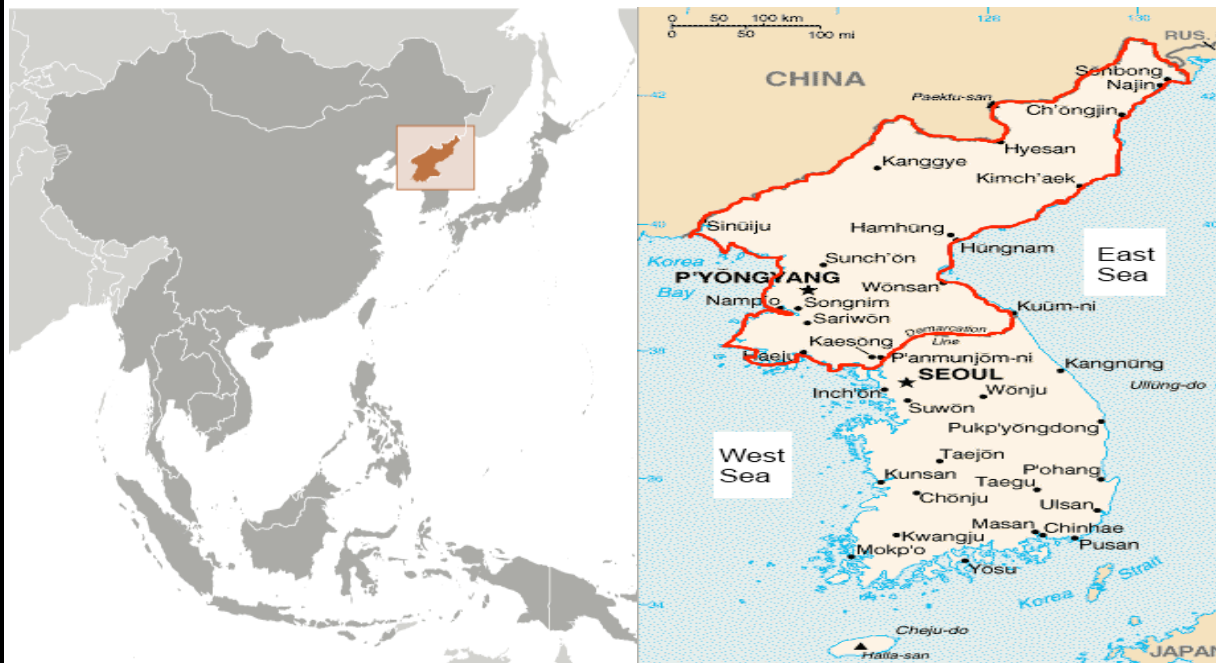 0 50 100 km
0 50 100 mi
128
130
RUS.
CHINA
Sŏnbong
Najin
42
42
Paektu-san
Ch'ŏngjin
Hyesan
Kanggye
Kimch'aek
40
40
Sinŭiju
Hamhŭng
Hŭngnam
East
Sea
Korea
Bay
Sunch'ŏn
P'YŎNGYANG
Wŏnsan
Namp'o
Songnim
Kuŭm-ni
Sariwŏn
Demarcation
Line
Kaesŏng
38
Haeju
P'anmunjŏm-ni
Kangnŭng
SEOUL
Ullŭng-do
Inch'ŏn
Wŏnju
Suwŏn
Pukp'yŏngdong
West
Sea
Taejŏn
P'ohang
36
Kunsan
Taegu
Chŏnju
Ulsan
Masan
Chinhae
Kwangju
Pusan
Mokp'o
Yŏsu
Korea Strait
34
Cheju-do
Halla-san
JAPAN